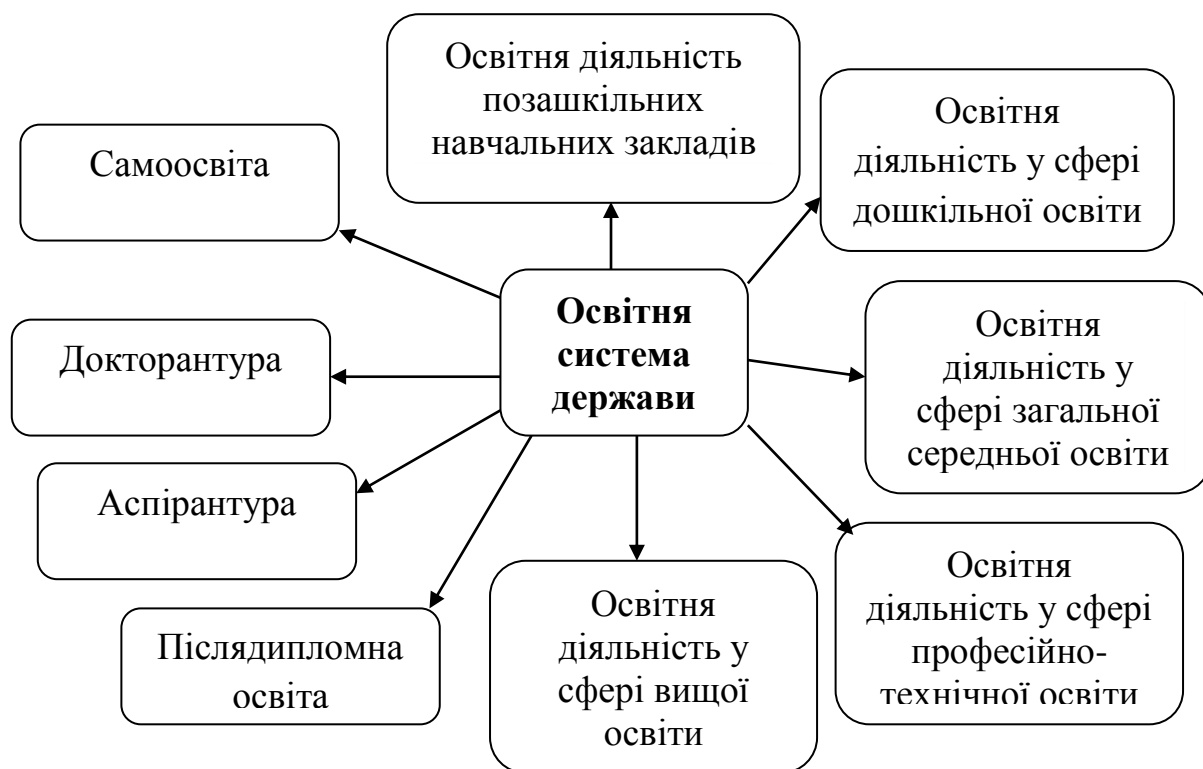 Освітня діяльність
позашкільних
навчальних закладів
Освітня
діяльність у сфері
дошкільної освіти
Самоосвіта
Освітня
система
держави
Освітня
діяльність у
сфері загальної
середньої освіти
Докторантура
Аспірантура
Освітня
діяльність у сфері
професійно-
технічної освіти
Освітня
діяльність у
сфері вищої
освіти
Післядипломна
освіта